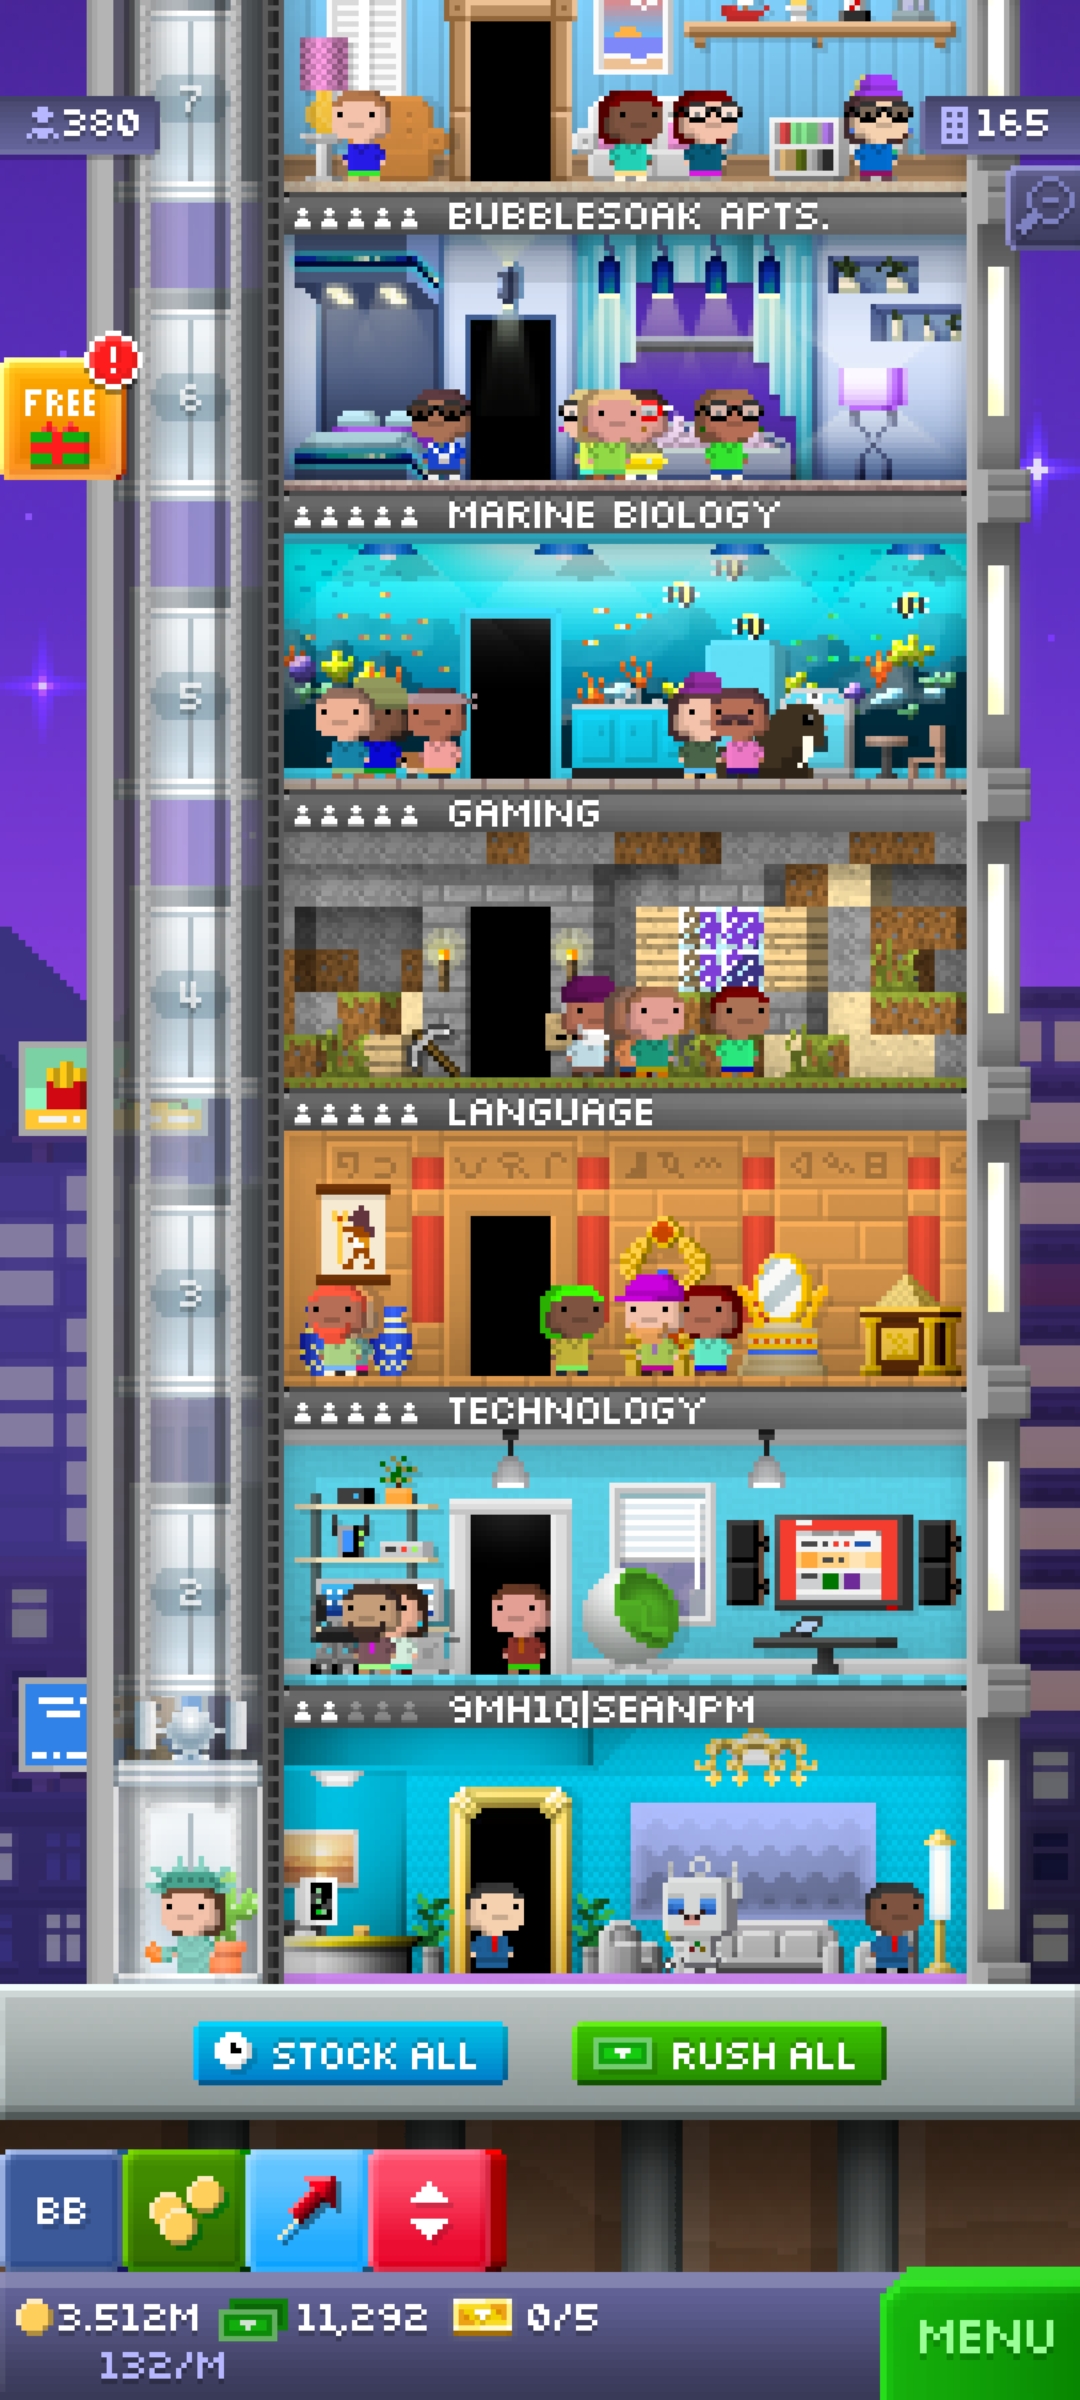 7
380
165
BUBBLESOAK APTS.
FREE
!
6
MARINE BIOLOGY
5
GAMING
4
LANGUAGE
3
TECHNOLOGY
2
9MH1Q|SEANPM
STOCK ALL
RUSH ALL
BB
3.512M
11,292
0/5
132/M
MENU